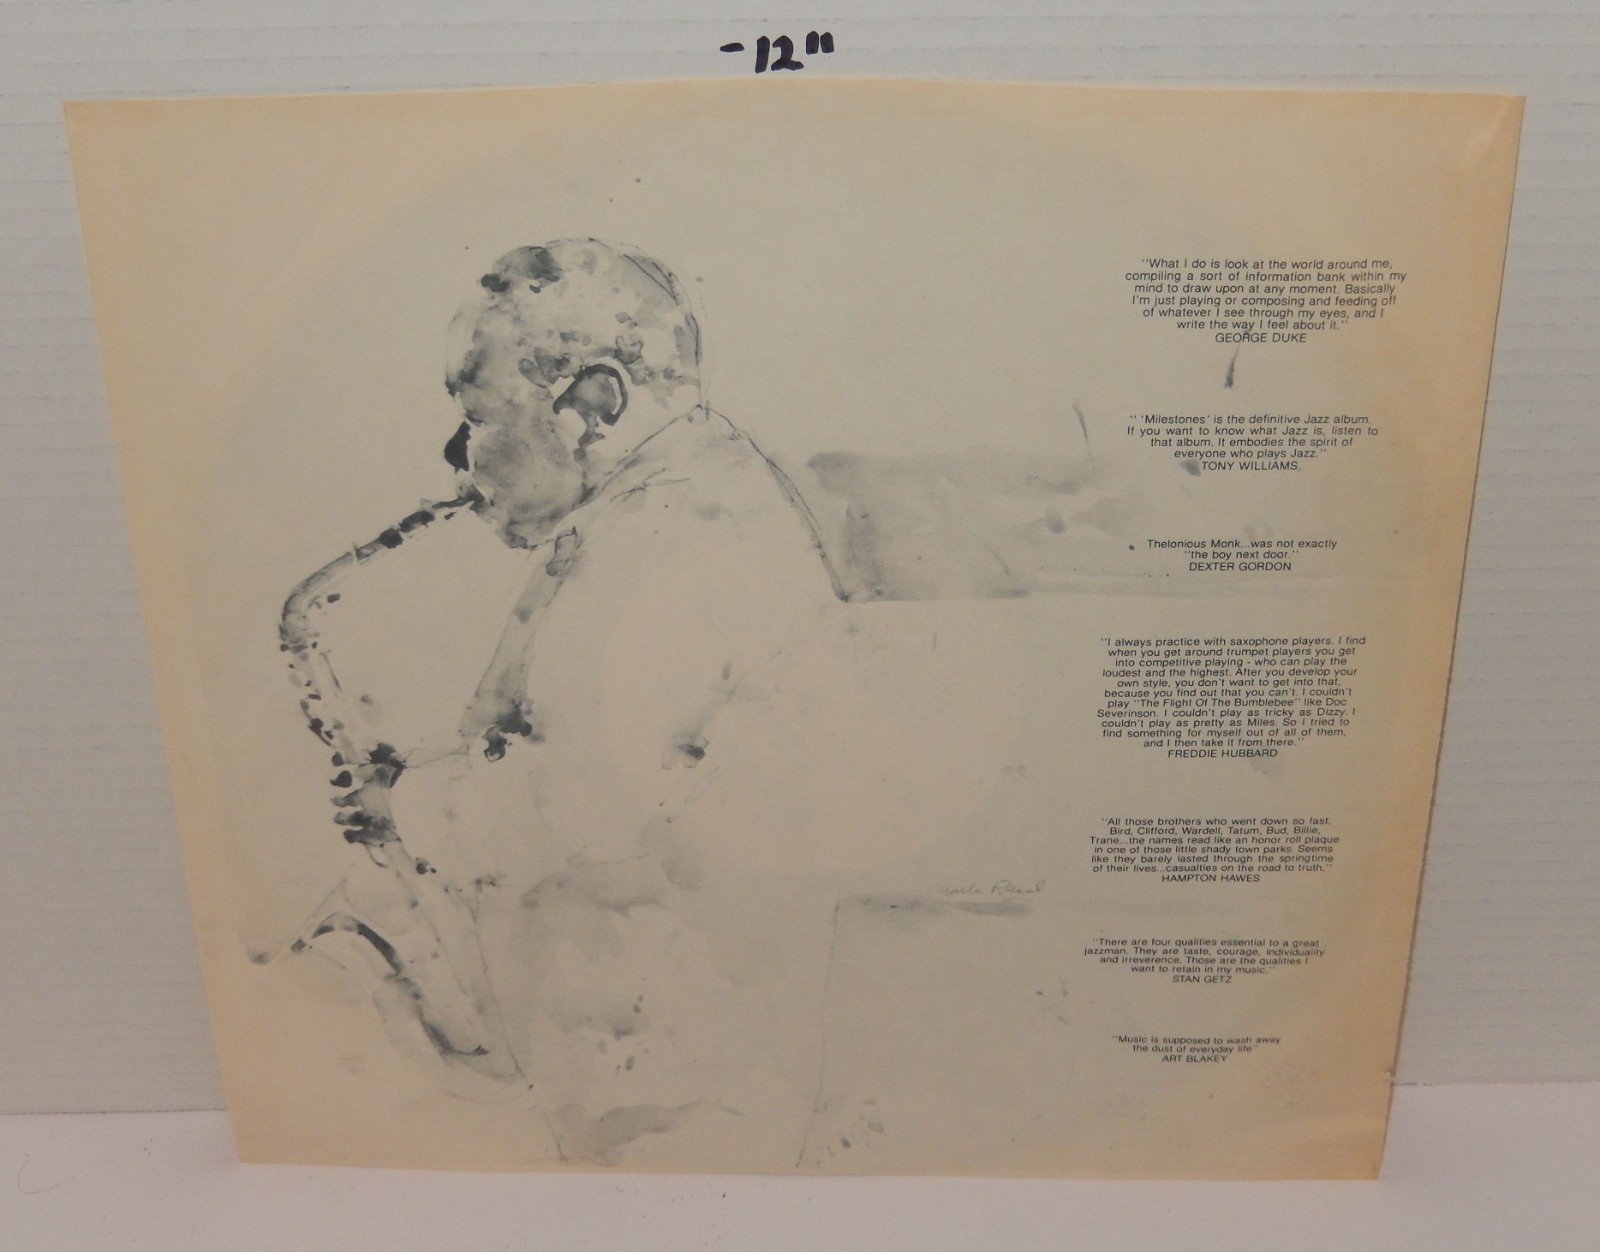 -12"
"What I do is look at the world around me,
compiling a sort of information bank within my
mind to draw upon at any moment. Basically
I'm just playing or composing and feeding off
of whatever I see through my eyes, and I
write the way I feel about it."
GEORGE DUKE
" 'Milestones' is the definitive Jazz album.
If you want to know what Jazz is, listen to
that album. It embodies the spirit of
everyone who plays Jazz."
TONY WILLIAMS,
Thelonious Monk...was not exactly
"the boy next door."
DEXTER GORDON
"I always practice with saxophone players. I find
when you get around trumpet players you get
into competitive playing - who can play the
loudest and the highest. After you develop your
own style, you don't want to get into that,
because you find out that you can't. I couldn't
play "The Flight Of The Bumblebee" like Doc
Severinson. I couldn't play as tricky as Dizzy. I
couldn't play as pretty as Miles. So I tried to
find something for myself out of all of them,
and I then take it from there."
FREDDIE HUBBARD
"All those brothers who went down so fast,
Bird, Clifford, Wardell, Tatum, Bud, Billie,
Trane...the names read like an honor roll plaque
in one of those little shady town parks. Seems
like they barely lasted through the springtime
of their lives...casualties on the road to truth."
HAMPTON HAWES
"There are four qualities essential to a great
jazzman. They are taste, courage, individuality
and irreverence. Those are the qualities I
want to retain in my music."
STAN GETZ
"Music is supposed to wash away
the dust of everyday life"
ART BLAKEY